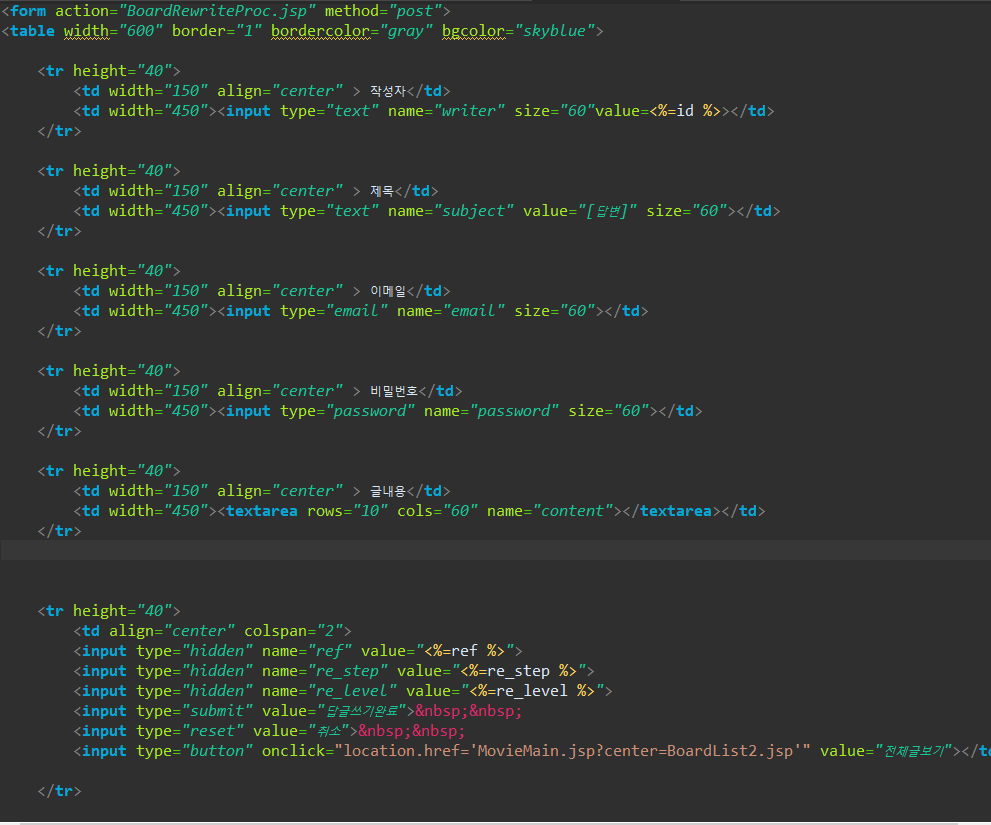 <form action="BoardRewriteProc.jsp" method="post">
<table width="600" border="1" bordercolor="gray" bgcolor="skyblue">
<tr height="40">
<td width="150" align="center" > 작성자</td>
<td width="450"><input type="text" name="writer" size="60"value=<%=id %>></td>
</tr>
<tr height="40">
<td width="150" align="center" > 제목</td>
<td width="450"><input type="text" name="subject" value="[답변]" size="60"></td>
</tr>
<tr height="40">
<td width="150" align="center" > 이메일</td>
<td width="450"><input type="email" name="email" size="60"></td>
</tr>
<tr height="40">
<td width="150" align="center" > 비밀번호</td>
<td width="450"><input type="password" name="password" size="60"></td>
</tr>
<tr height="40">
<td width="150" align="center" > 글내용</td>
<td width="450"><textarea rows="10" cols="60" name="content"></textarea></td>
</tr>
<tr height="40">
<td align="center" colspan="2">
<input type="hidden" name="ref" value="<%=ref %>">
<input type="hidden" name="re_step" value="<%=re_step %>">
<input type="hidden" name="re_level" value="<%=re_level %>">
<input type="submit" value="답글쓰기완료">&nbsp;&nbsp;
<input type="reset" value="취소">&nbsp;&nbsp;
<input type="button" onclick="location.href='MovieMain.jsp?center=BoardList2.jsp'" value="전체글보기"></td
</tr>